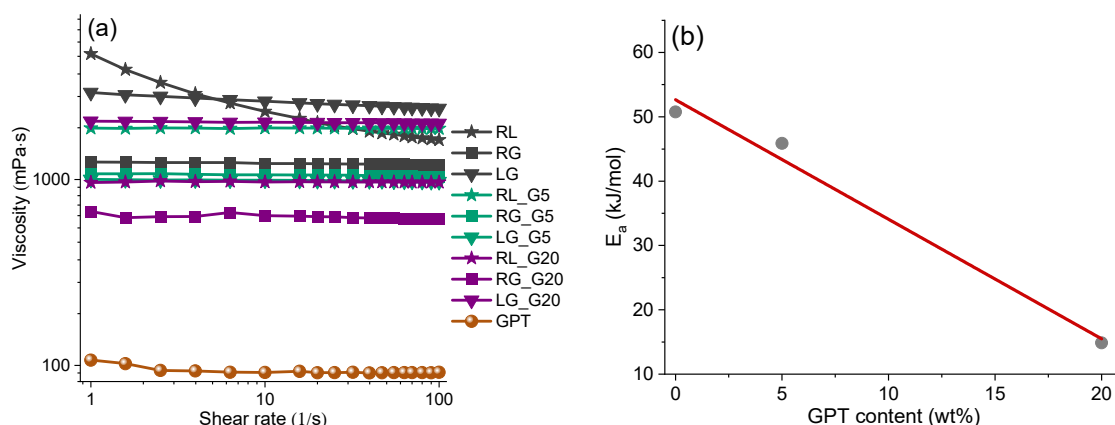 (a)
Viscosity (mPa·s)
1000
100
1
10
100
Shear rate (1/s)
RL
RG
LG
RL_G5
RG_G5
LG_G5
RL_G20
RG_G20
LG_G20
GPT
(b)
E_a (kJ/mol)
60
50
40
30
20
10
0
5
10
15
20
GPT content (wt%)